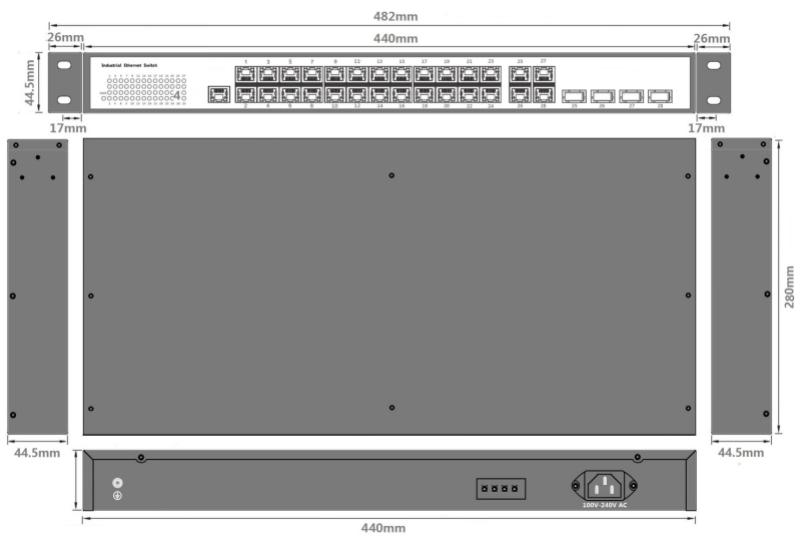 482mm
26mm
440mm
26mm
44.5mm
Industrial Ethernet Switch
1 3 5 7 9 11 13 15 17 19 21 23 25 27
2 4 6 8 10 12 14 16 18 20 22 24 26 28
25 26 27 28
17mm
17mm
280mm
44.5mm
44.5mm
100V-240V AC
440mm